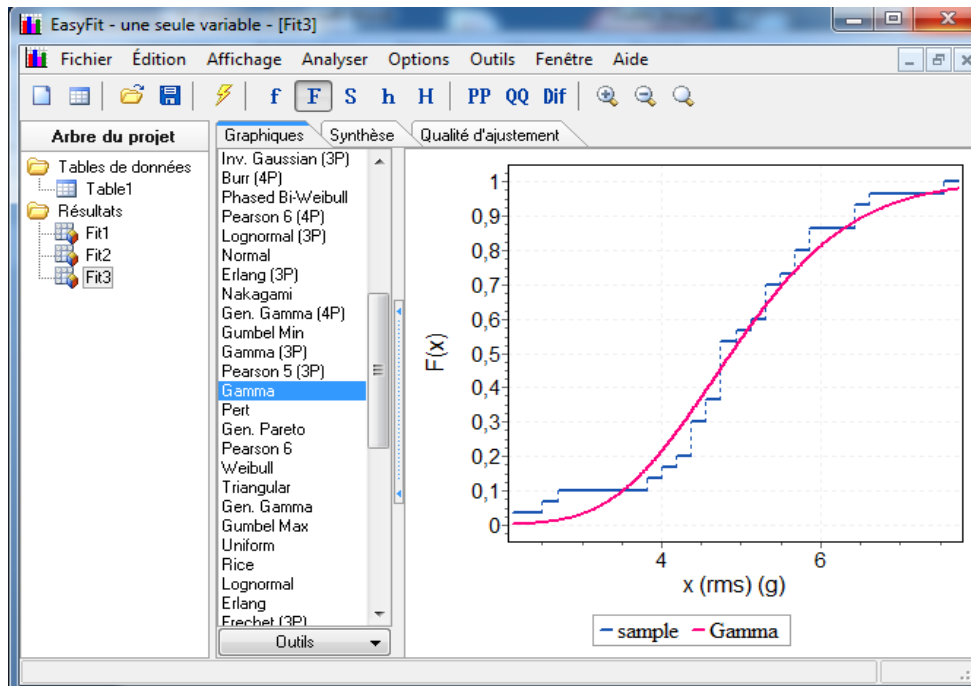 EasyFit - une seule variable - [Fit3]
Fichier Édition Affichage Analyser Options Outils Fenêtre Aide
f F S h H PP QQ Dif
Arbre du projet
Tables de données
Table1
Résultats
Fit1
Fit2
Fit3
Graphiques Synthèse Qualité d'ajustement
Inv. Gaussian (3P)
Burr (4P)
Phased Bi-Weibull
Pearson 6 (4P)
Lognormal (3P)
Normal
Erlang (3P)
Nakagami
Gen. Gamma (4P)
Gumbel Min
Gamma (3P)
Pearson 5 (3P)
Gamma
Pert
Gen. Pareto
Pearson 6
Weibull
Triangular
Gen. Gamma
Gumbel Max
Uniform
Rice
Lognormal
Erlang
Frechet (3P)
Outils
F(x)
1
0,9
0,8
0,7
0,6
0,5
0,4
0,3
0,2
0,1
0
4 6
x (rms) (g)
sample Gamma